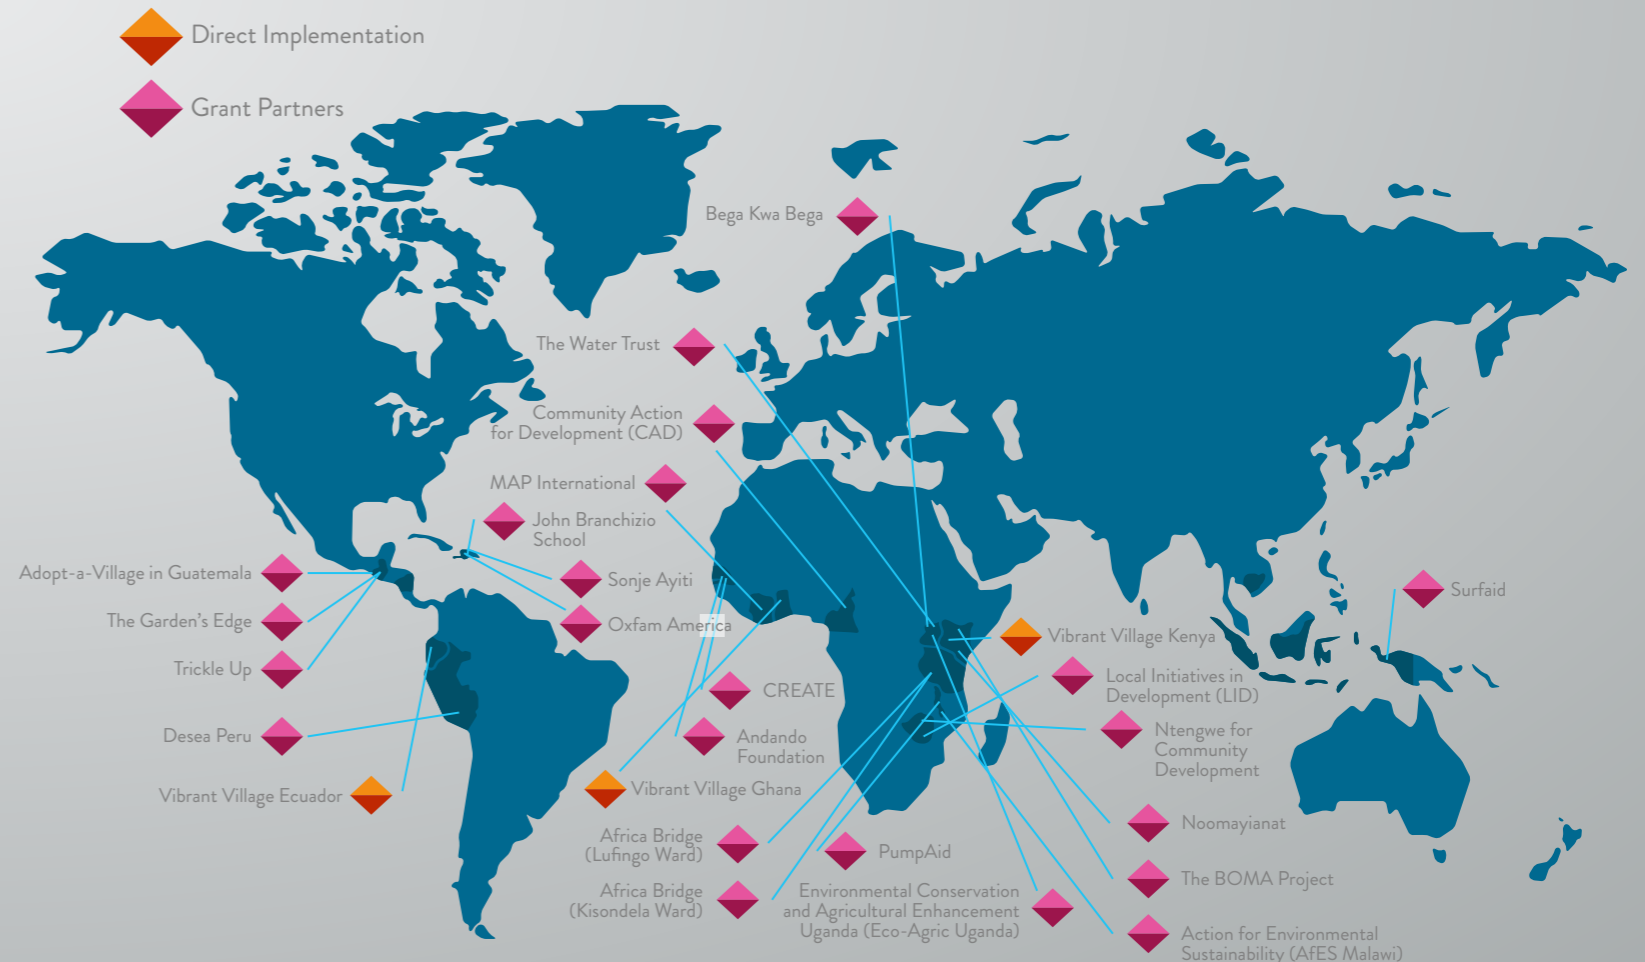 Direct Implementation
Grant Partners
Bega Kwa Bega
The Water Trust
Community Action
for Development (CAD)
MAP International
John Branchizio
School
Adopt-a-Village in Guatemala
Sonje Ayiti
Surfaid
The Garden's Edge
Oxfam America
Vibrant Village Kenya
Trickle Up
Local Initiatives in
Development (LID)
CREATE
Desea Peru
Andando
Foundation
Ntengwe for
Community
Development
Vibrant Village Ecuador
Vibrant Village Ghana
Africa Bridge
(Lufingo Ward)
PumpAid
Noomayianat
Africa Bridge
(Kisondela Ward)
Environmental Conservation
and Agricultural Enhancement
Uganda (Eco-Agric Uganda)
The BOMA Project
Action for Environmental
Sustainability (AfES Malawi)